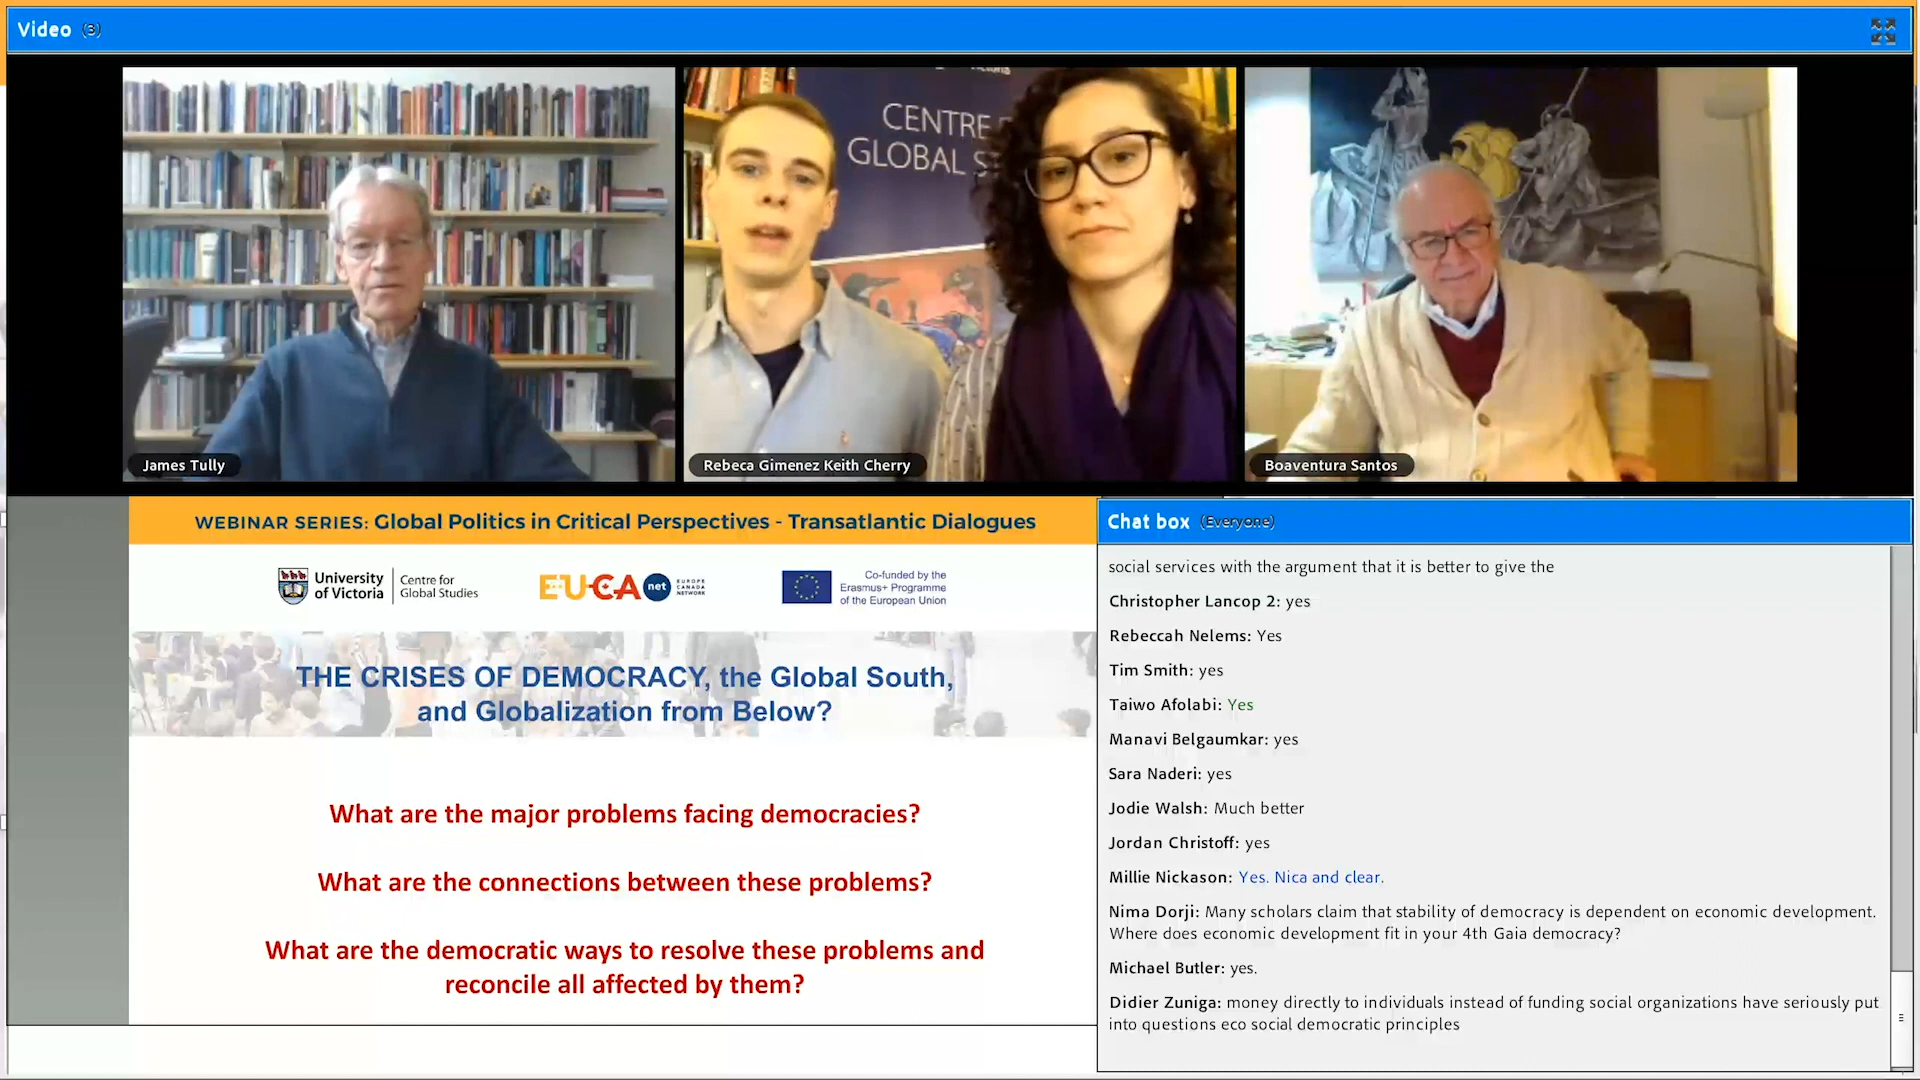 Video (3)
CENTRE
GLOBAL S
James Tully
Rebeca Gimenez Keith Cherry
Boaventura Santos
WEBINAR SERIES: Global Politics in Critical Perspectives - Transatlantic Dialogues
University
of Victoria
Centre for
Global Studies
EU-CA net
EUROPE
CANADA
NETWORK
Co-funded by the
Erasmus+ Programme
of the European Union
THE CRISES OF DEMOCRACY, the Global South,
and Globalization from Below?
What are the major problems facing democracies?
What are the connections between these problems?
What are the democratic ways to resolve these problems and
reconcile all affected by them?
Chat box (Everyone)
social services with the argument that it is better to give the
Christopher Lancop 2: yes
Rebeccah Nelems: Yes
Tim Smith: yes
Taiwo Afolabi: Yes
Manavi Belgaumkar: yes
Sara Naderi: yes
Jodie Walsh: Much better
Jordan Christoff: yes
Millie Nickason: Yes. Nica and clear.
Nima Dorji: Many scholars claim that stability of democracy is dependent on economic development.
Where does economic development fit in your 4th Gaia democracy?
Michael Butler: yes.
Didier Zuniga: money directly to individuals instead of funding social organizations have seriously put
into questions eco social democratic principles